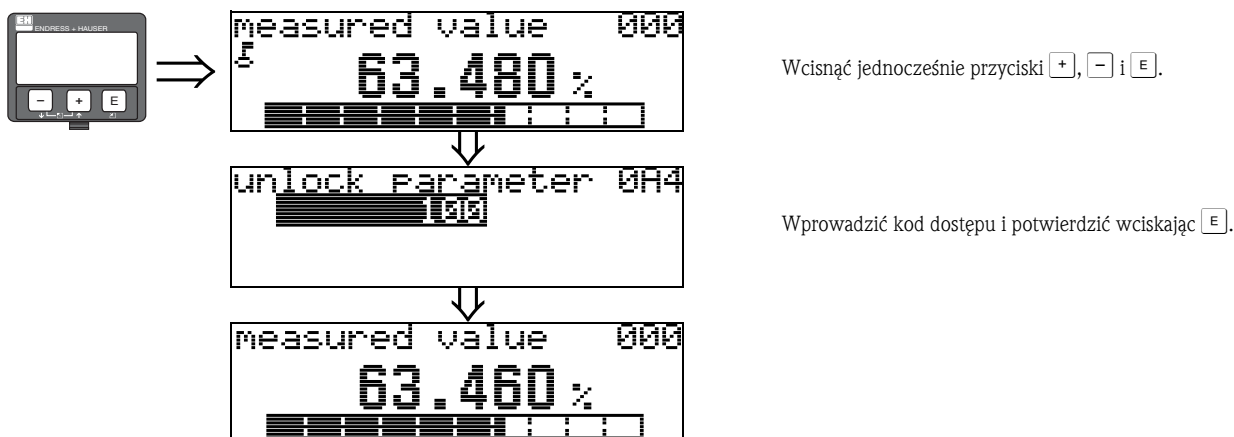 EH
ENDRESS + HAUSER
- + E
measured value 000
63.480 %
Wcisnąć jednocześnie przyciski +, - i E.
unlock parameter 0A4
100
Wprowadzić kod dostępu i potwierdzić wciskając E.
measured value 000
63.460 %